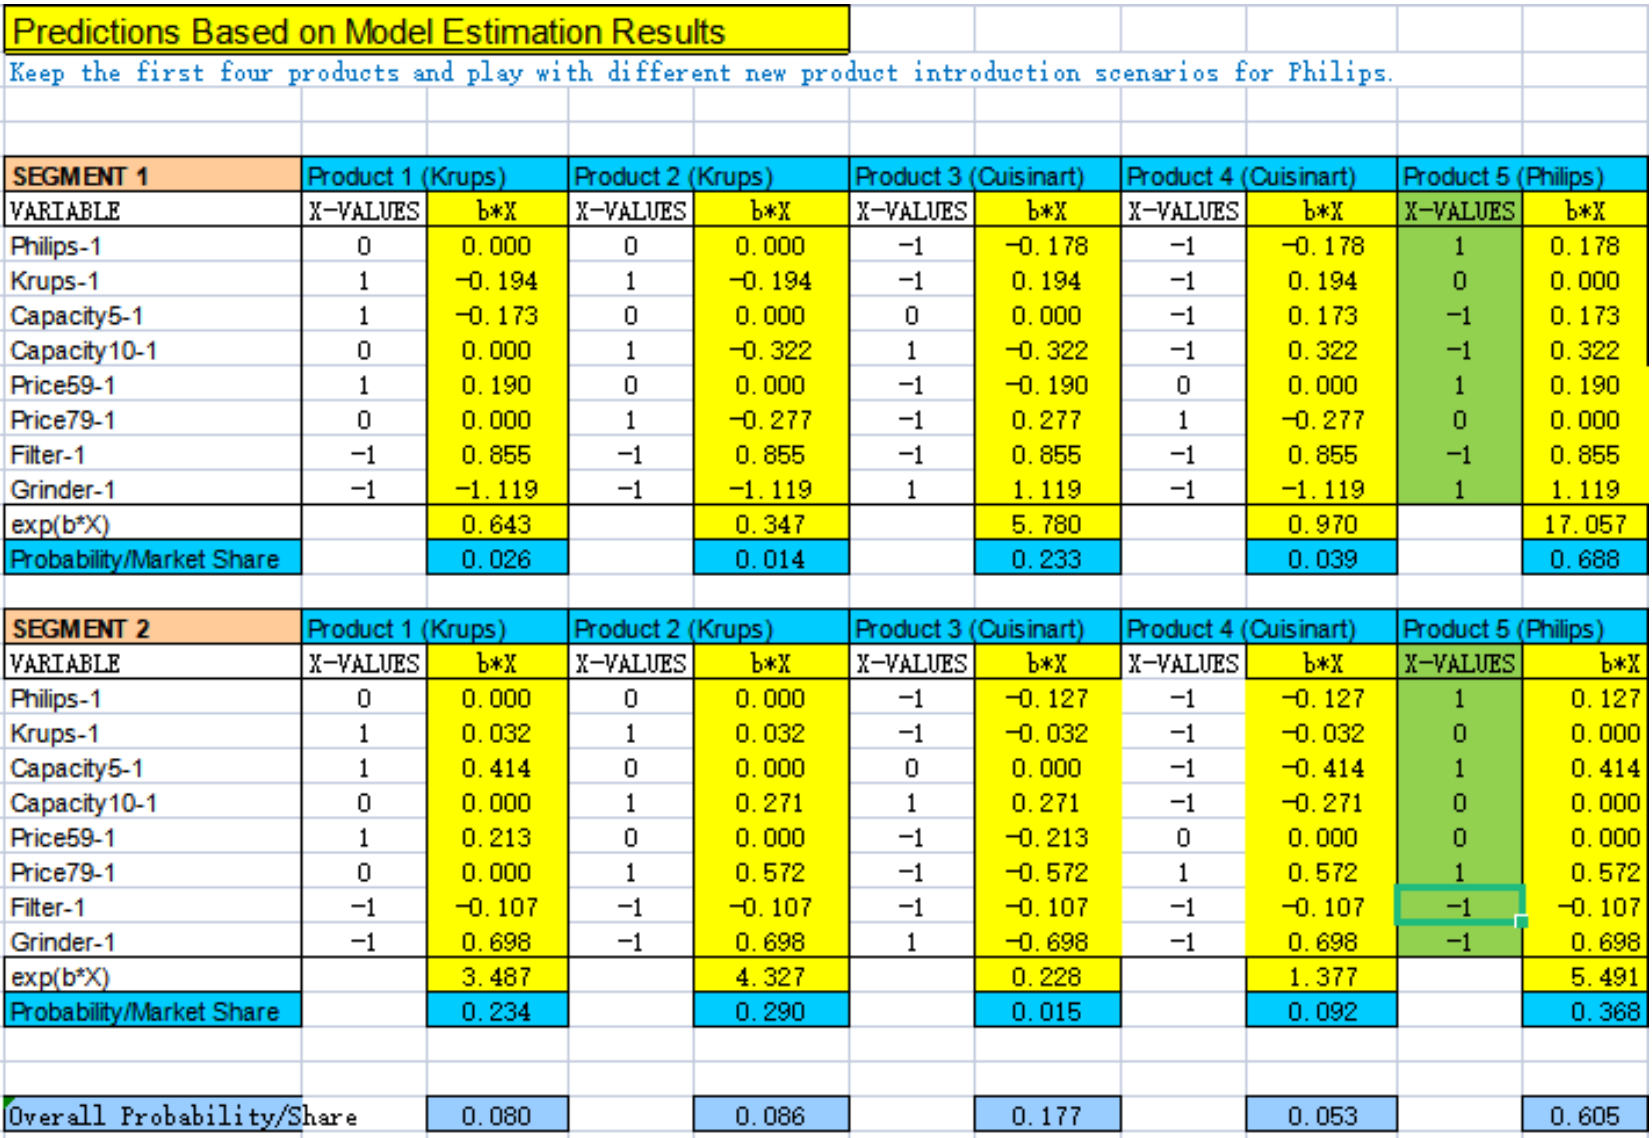 Predictions Based on Model Estimation Results
Keep the first four products and play with different new product introduction scenarios for Philips.
SEGMENT 1 Product 1 (Krups) Product 2 (Krups) Product 3 (Cuisinart) Product 4 (Cuisinart) Product 5 (Philips)
VARIABLE X-VALUES b*X X-VALUES b*X X-VALUES b*X X-VALUES b*X X-VALUES b*X
Philips-1 0 0.000 0 0.000 -1 -0.178 -1 -0.178 1 0.178
Krups-1 1 -0.194 1 -0.194 -1 0.194 -1 0.194 0 0.000
Capacity5-1 1 -0.173 0 0.000 0 0.000 -1 0.173 -1 0.173
Capacity10-1 0 0.000 1 -0.322 1 -0.322 -1 0.322 -1 0.322
Price59-1 1 0.190 0 0.000 -1 -0.190 0 0.000 1 0.190
Price79-1 0 0.000 1 -0.277 -1 0.277 1 -0.277 0 0.000
Filter-1 -1 0.855 -1 0.855 -1 0.855 -1 0.855 -1 0.855
Grinder-1 -1 -1.119 -1 -1.119 1 1.119 -1 -1.119 1 1.119
exp(b*X) 0.643 0.347 5.780 0.970 17.057
Probability/Market Share 0.026 0.014 0.233 0.039 0.688
SEGMENT 2 Product 1 (Krups) Product 2 (Krups) Product 3 (Cuisinart) Product 4 (Cuisinart) Product 5 (Philips)
VARIABLE X-VALUES b*X X-VALUES b*X X-VALUES b*X X-VALUES b*X X-VALUES b*X
Philips-1 0 0.000 0 0.000 -1 -0.127 -1 -0.127 1 0.127
Krups-1 1 0.032 1 0.032 -1 -0.032 -1 -0.032 0 0.000
Capacity5-1 1 0.414 0 0.000 0 0.000 -1 -0.414 1 0.414
Capacity10-1 0 0.000 1 0.271 1 0.271 -1 -0.271 0 0.000
Price59-1 1 0.213 0 0.000 -1 -0.213 0 0.000 0 0.000
Price79-1 0 0.000 1 0.572 -1 -0.572 1 0.572 1 0.572
Filter-1 -1 -0.107 -1 -0.107 -1 -0.107 -1 -0.107 -1 -0.107
Grinder-1 -1 0.698 -1 0.698 1 -0.698 -1 0.698 -1 0.698
exp(b*X) 3.487 4.327 0.228 1.377 5.491
Probability/Market Share 0.234 0.290 0.015 0.092 0.368
Overall Probability/Share 0.080 0.086 0.177 0.053 0.605